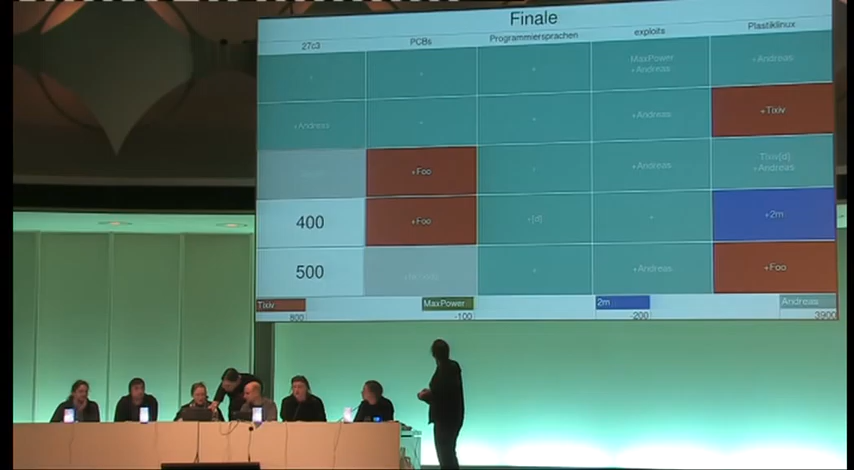 Finale
27c3 PCBs Programmiersprachen exploits Plastiklinux
MaxPower
+Andreas
+Andreas
+Andreas
+Andreas
+Tixiv
+Foo
+Andreas
Tixiv[d]
+Andreas
400
+Foo
+[d]
+2m
500
+Andreas
+Foo
Tixiv MaxPower 2m Andreas
800 -100 -200 3900